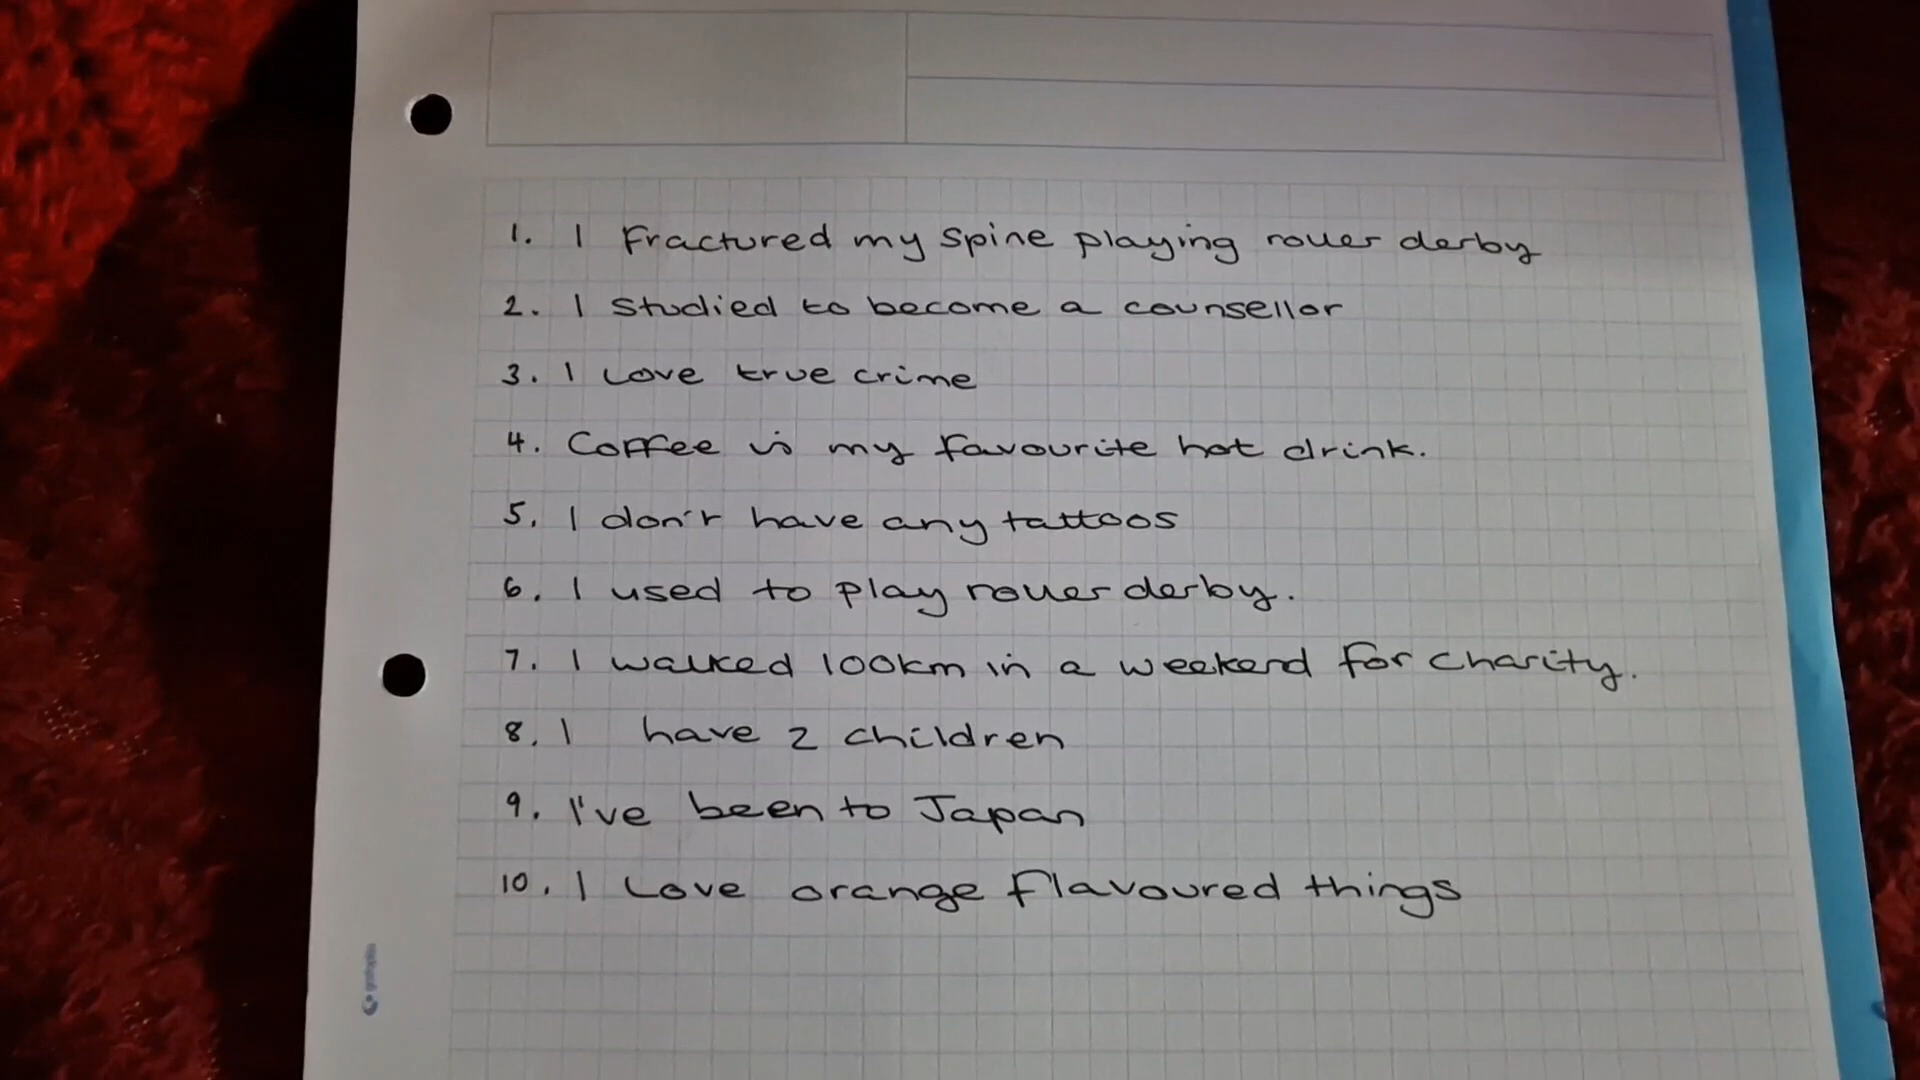 1. I Fractured my spine playing roller derby
2. I studied to become a counsellor
3. I love true crime
4. Coffee is my favourite hot drink.
5. I don't have any tattoos
6. I used to play roller derby.
7. I walked 100km in a weekend for charity.
8. I have 2 children
9. I've been to Japan
10. I love orange flavoured things